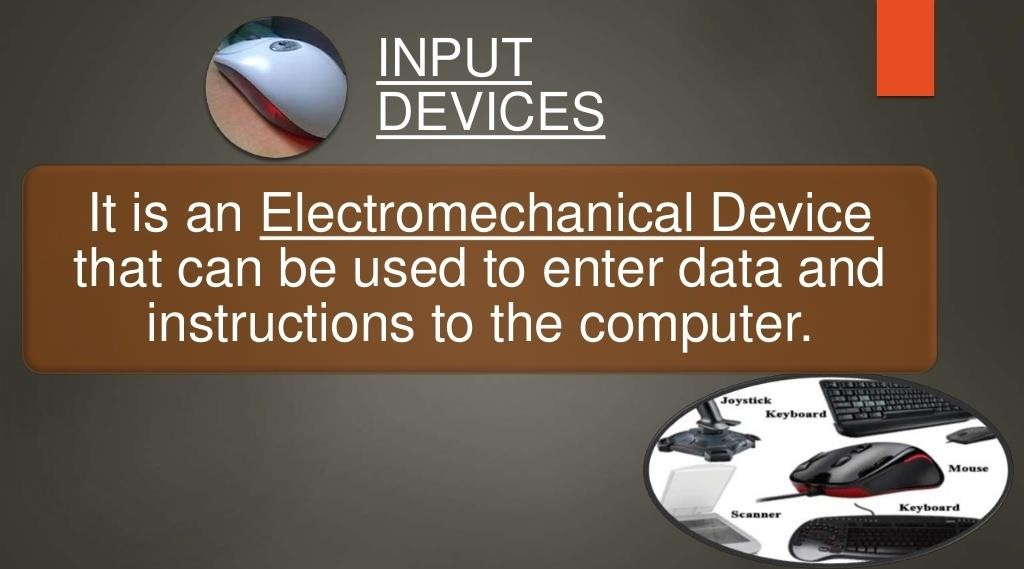 INPUT
DEVICES
It is an Electromechanical Device
that can be used to enter data and
instructions to the computer.
Joystick
Keyboard
Mouse
Scanner
Keyboard